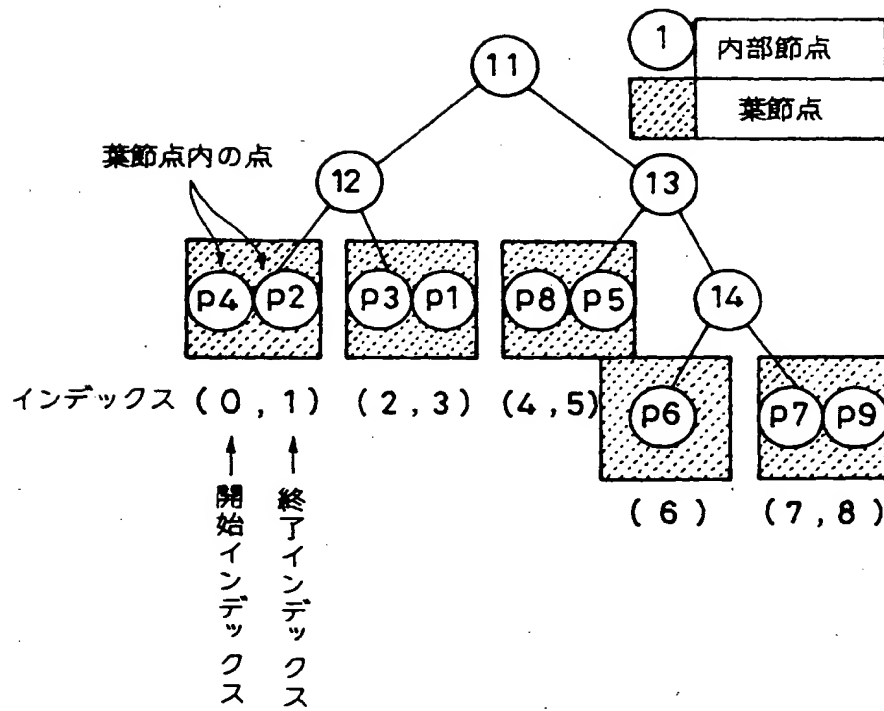 11
1 内部節点
葉節点
葉節点内の点
12
13
14
p4 p2
p3 p1
p8 p5
p6
p7 p9
インデックス (0,1) (2,3) (4,5)
(6) (7,8)
開始インデックス
終了インデックス